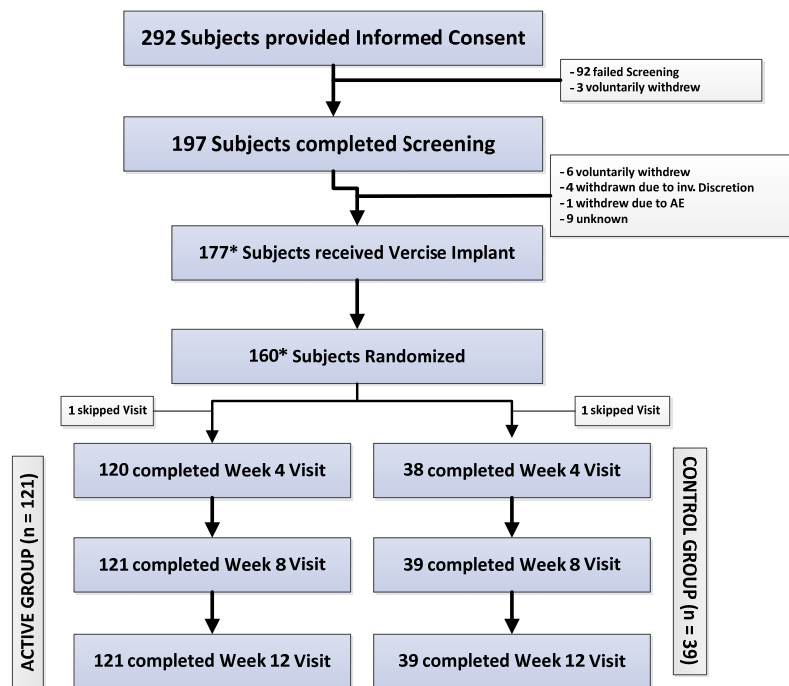 292 Subjects provided Informed Consent
- 92 failed Screening
- 3 voluntarily withdrew
197 Subjects completed Screening
- 6 voluntarily withdrew
- 4 withdrawn due to inv. Discretion
- 1 withdrew due to AE
- 9 unknown
177* Subjects received Vercise Implant
160* Subjects Randomized
1 skipped Visit
1 skipped Visit
ACTIVE GROUP (n = 121)
120 completed Week 4 Visit
38 completed Week 4 Visit
CONTROL GROUP (n = 39)
121 completed Week 8 Visit
39 completed Week 8 Visit
121 completed Week 12 Visit
39 completed Week 12 Visit